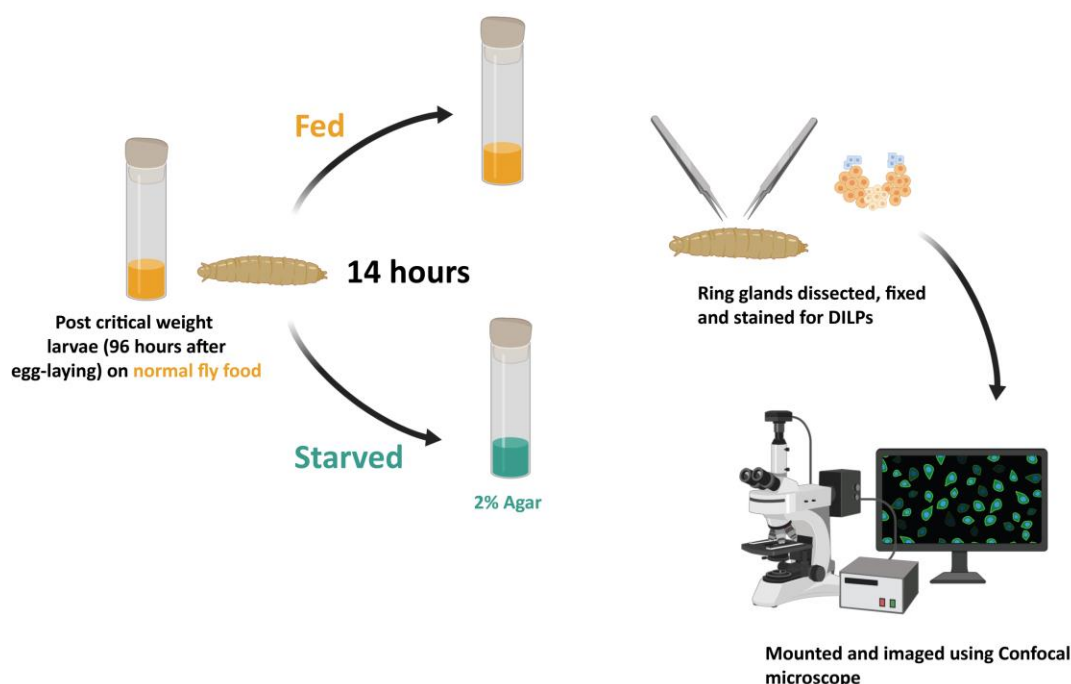 Fed
14 hours
Post critical weight
larvae (96 hours after
egg-laying) on normal fly food
Starved
2% Agar
Ring glands dissected, fixed
and stained for DILPs
Mounted and imaged using Confocal
microscope